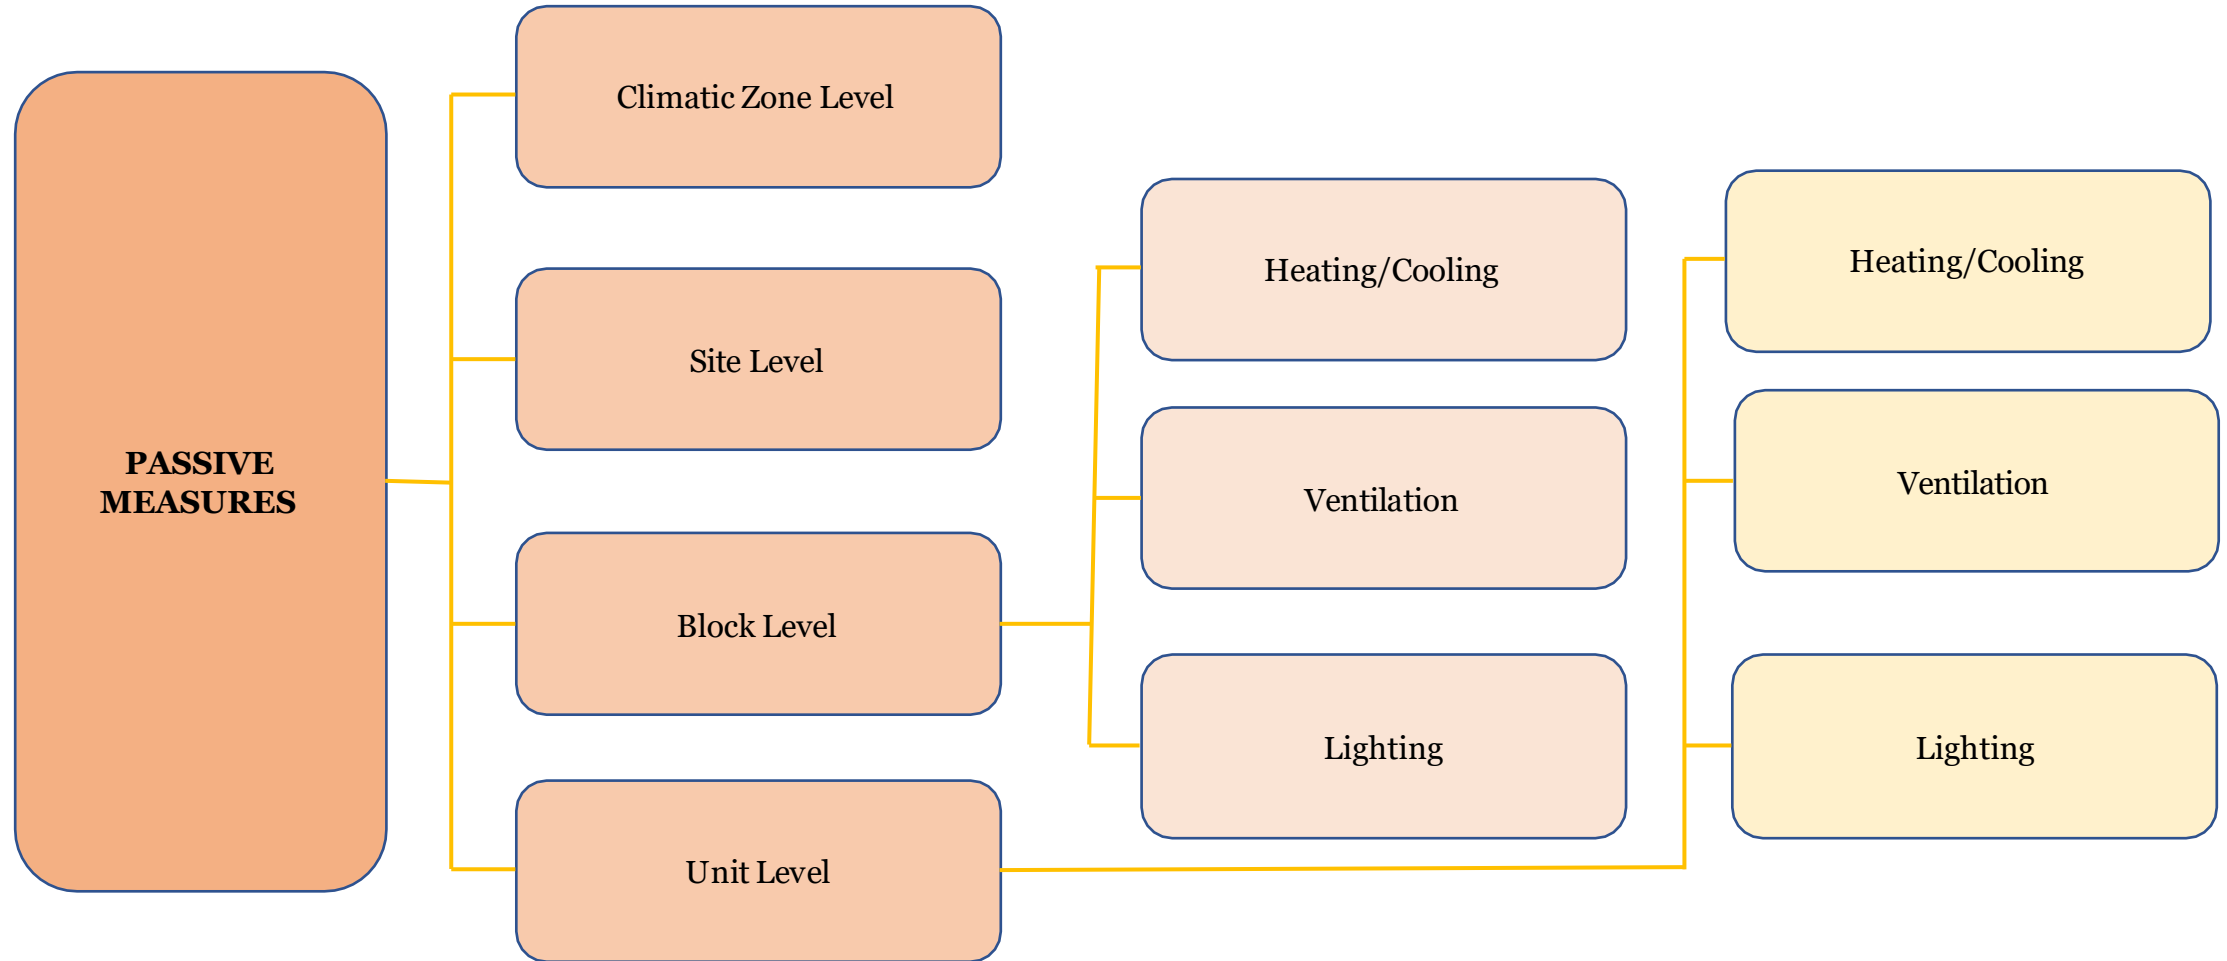 PASSIVE
MEASURES
Climatic Zone Level
Site Level
Block Level
Unit Level
Heating/Cooling
Ventilation
Lighting
Heating/Cooling
Ventilation
Lighting